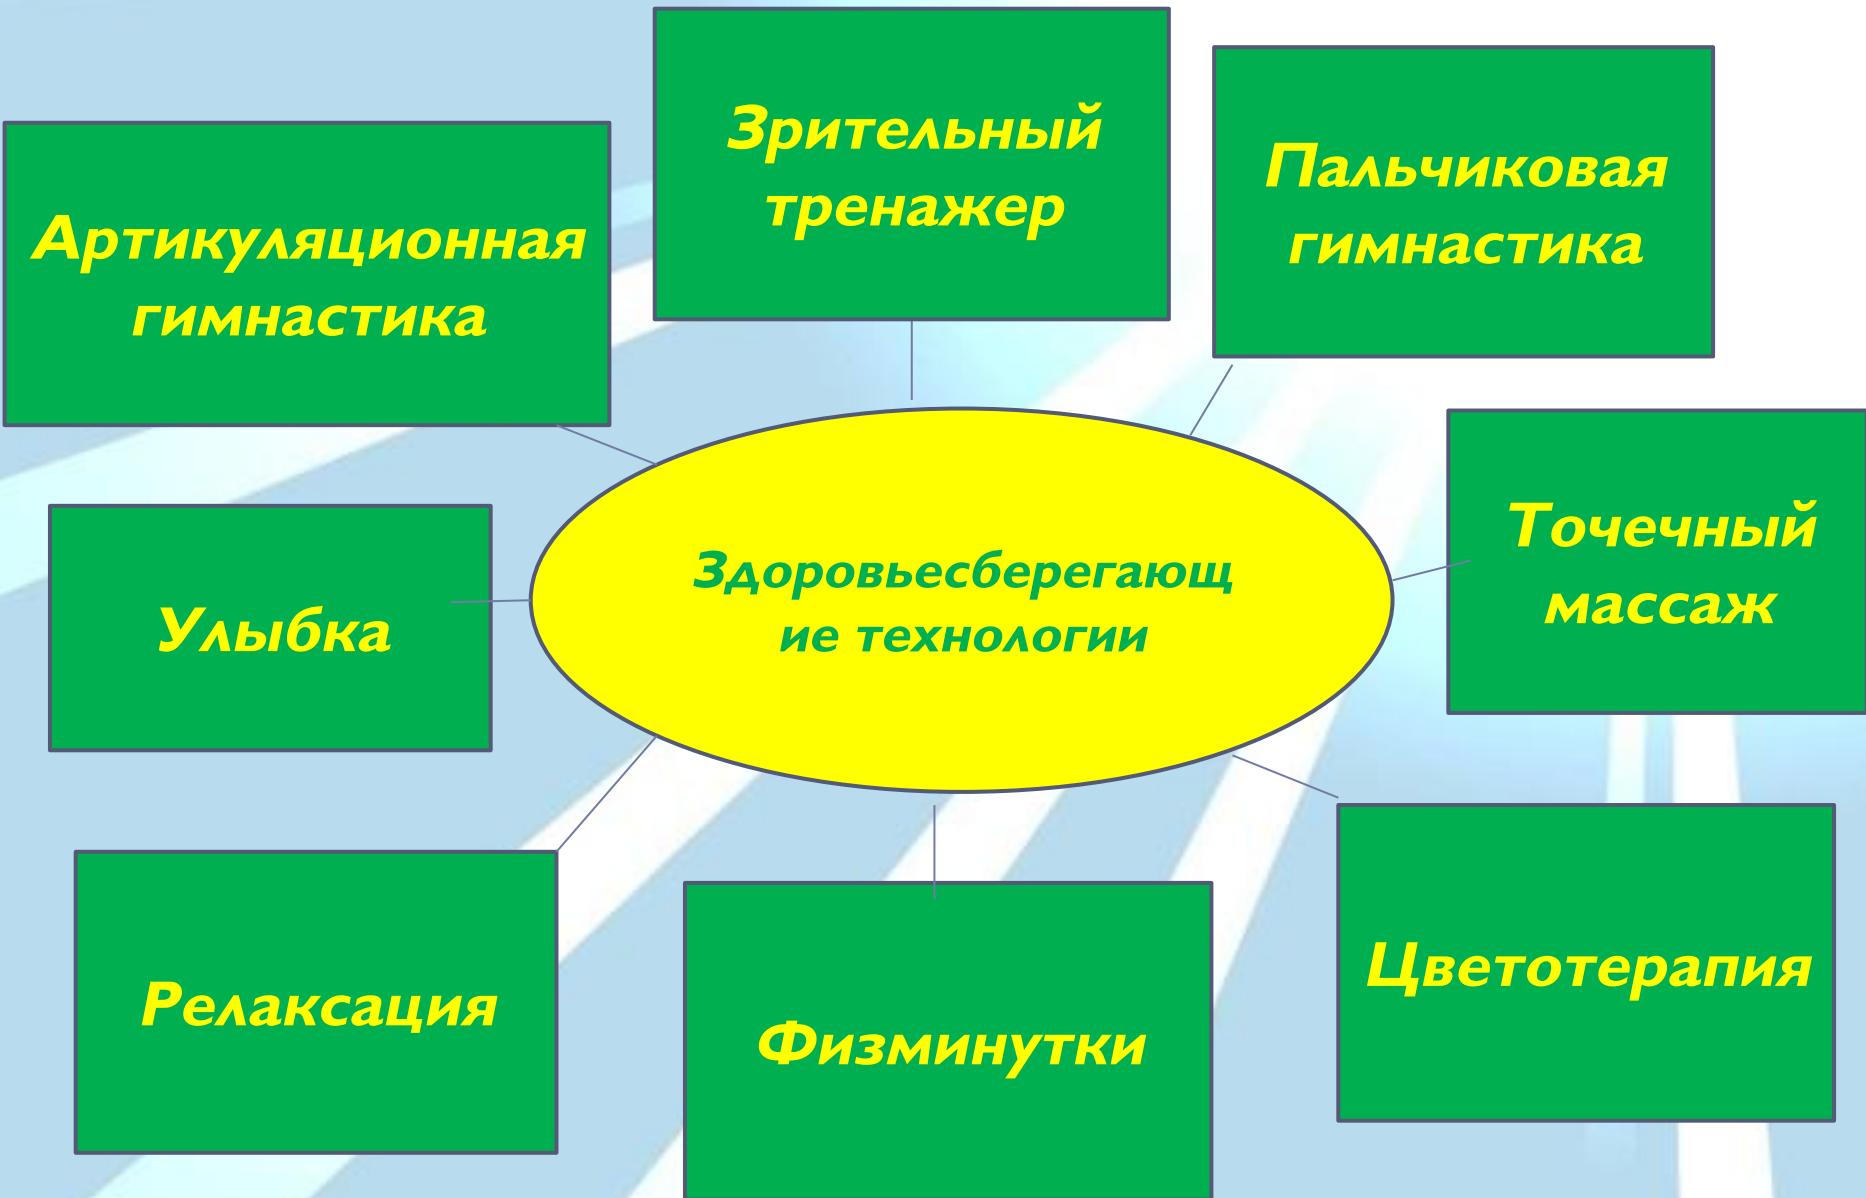 Зрительный
тренажер
Пальчиковая
гимнастика
Артикуляционная
гимнастика
Точечный
массаж
Здоровьесберегающ
ие технологии
Улыбка
Цветотерапия
Релаксация
Физминутки